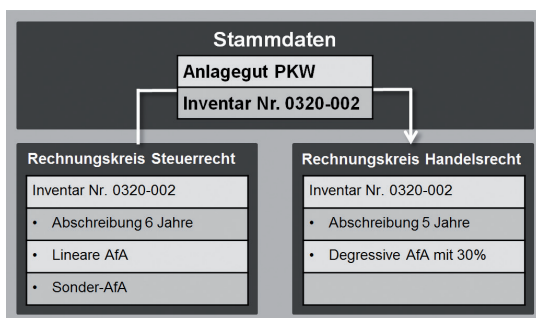 Stammdaten
Anlagegut PKW
Inventar Nr. 0320-002
Rechnungskreis Steuerrecht
Inventar Nr. 0320-002
• Abschreibung 6 Jahre
• Lineare AfA
• Sonder-AfA
Rechnungskreis Handelsrecht
Inventar Nr. 0320-002
• Abschreibung 5 Jahre
• Degressive AfA mit 30%